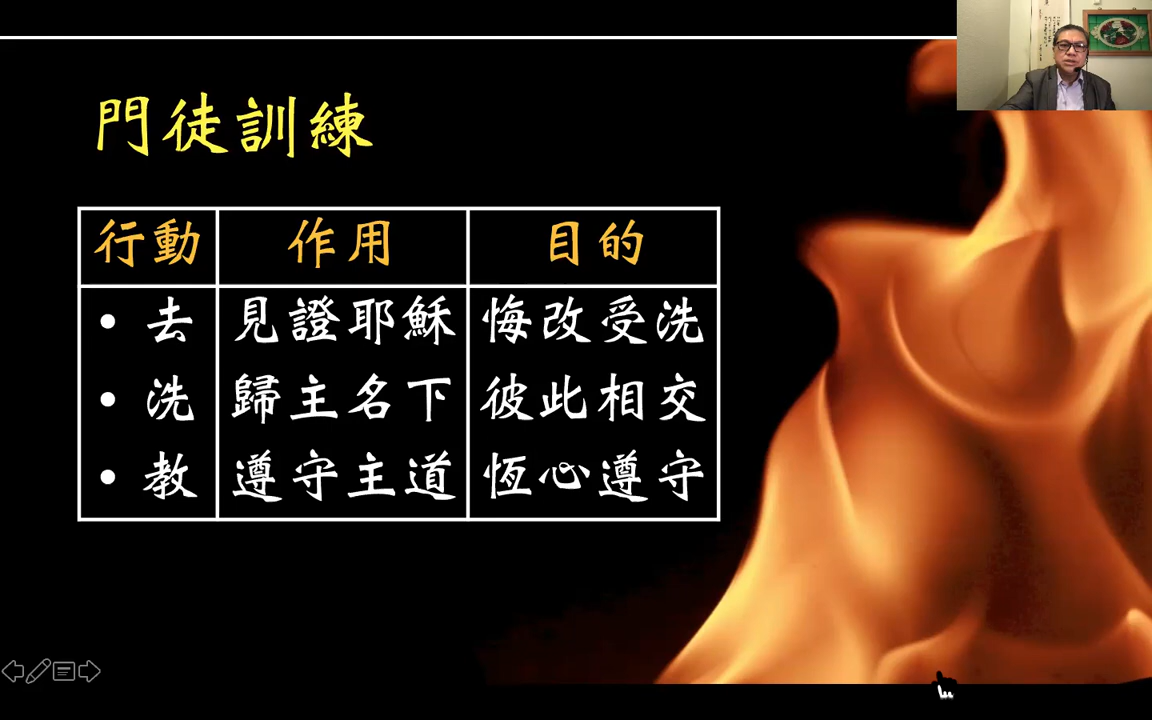 門徒訓練
行動 作用 目的
• 去 見證耶穌 悔改受洗
• 洗 歸主名下 彼此相交
• 教 遵守主道 恆心遵守